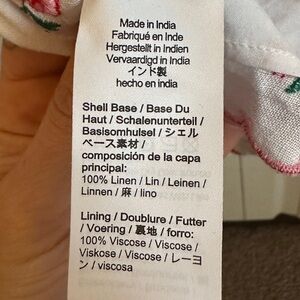 Made in India
Fabriqué en Inde
Hergestellt in Indien
Vervaardigd in India
インド製
hecho en india
Shell Base / Base Du
Haut / Schalenunterteil /
Basisomhulsel / シェル
ベース素材 /
composición de la capa
principal:
100% Linen / Lin / Leinen /
Linnen / 麻 / lino
Lining / Doublure / Futter
/ Voering / 裏地 / forro:
100% Viscose / Viscose /
Viskose / Viscose / レーヨ
ン / viscosa